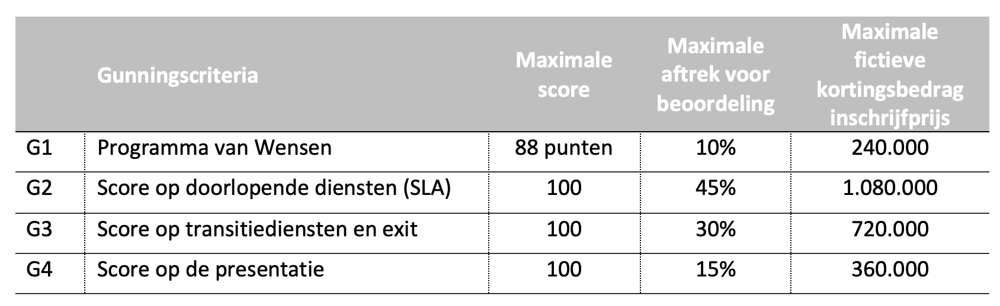 Gunningscriteria
Maximale
score
Maximale
aftrek voor
beoordeling
Maximale
fictieve
kortingsbedrag
inschrijfprijs
G1 Programma van Wensen 88 punten 10% 240.000
G2 Score op doorlopende diensten (SLA) 100 45% 1.080.000
G3 Score op transitiediensten en exit 100 30% 720.000
G4 Score op de presentatie 100 15% 360.000